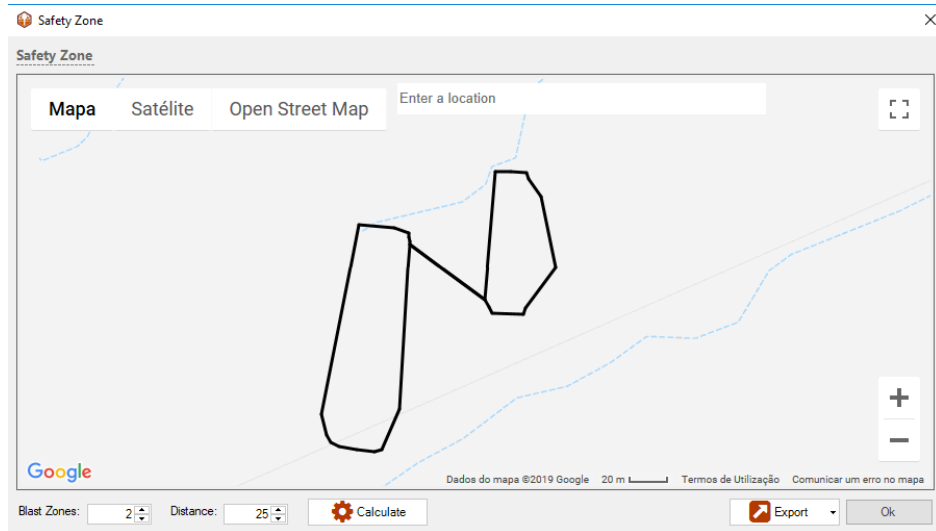 Safety Zone
Safety Zone
Mapa Satélite Open Street Map Enter a location
Google
Dados do mapa ©2019 Google 20 m Termos de Utilização Comunicar um erro no mapa
Blast Zones: 2 Distance: 25 Calculate Export Ok